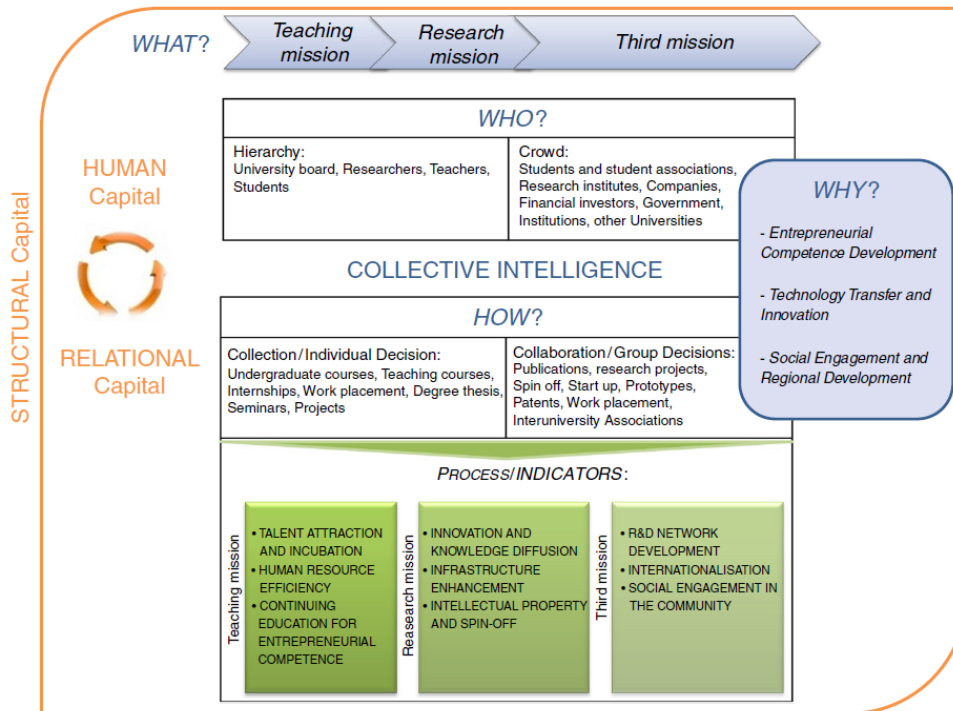 WHAT?
Teaching
mission
Research
mission
Third mission
STRUCTURAL Capital
HUMAN
Capital
RELATIONAL
Capital
WHO?
Hierarchy:
University board, Researchers, Teachers,
Students
Crowd:
Students and student associations,
Research institutes, Companies,
Financial investors, Government,
Institutions, other Universities
WHY?
- Entrepreneurial
Competence Development
- Technology Transfer and
Innovation
- Social Engagement and
Regional Development
COLLECTIVE INTELLIGENCE
HOW?
Collection/Individual Decision:
Undergraduate courses, Teaching courses,
Internships, Work placement, Degree thesis,
Seminars, Projects
Collaboration/Group Decisions:
Publications, research projects,
Spin off, Start up, Prototypes,
Patents, Work placement,
Interuniversity Associations
PROCESS/INDICATORS:
Teaching mission
• TALENT ATTRACTION
AND INCUBATION
• HUMAN RESOURCE
EFFICIENCY
• CONTINUING
EDUCATION FOR
ENTREPRENEURIAL
COMPETENCE
Reasearch mission
• INNOVATION AND
KNOWLEDGE DIFFUSION
• INFRASTRUCTURE
ENHANCEMENT
• INTELLECTUAL PROPERTY
AND SPIN-OFF
Third mission
• R&D NETWORK
DEVELOPMENT
• INTERNATIONALISATION
• SOCIAL ENGAGEMENT IN
THE COMMUNITY